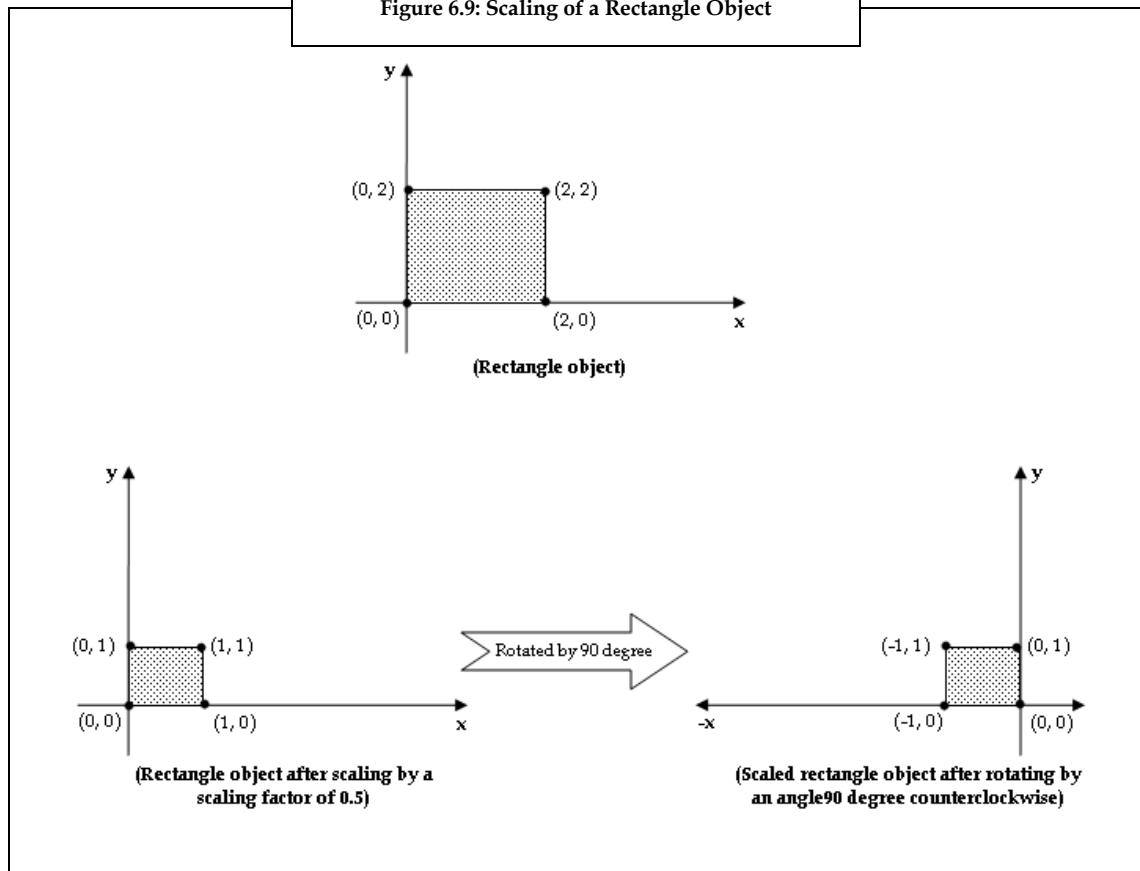 Figure 6.9: Scaling of a Rectangle Object
y
(0, 2)
(2, 2)
(0, 0)
(2, 0)
x
(Rectangle object)
y
(0, 1)
(1, 1)
(0, 0)
(1, 0)
x
(Rectangle object after scaling by a
scaling factor of 0.5)
Rotated by 90 degree
y
(-1, 1)
(0, 1)
-x
(-1, 0)
(0, 0)
(Scaled rectangle object after rotating by
an angle90 degree counterclockwise)